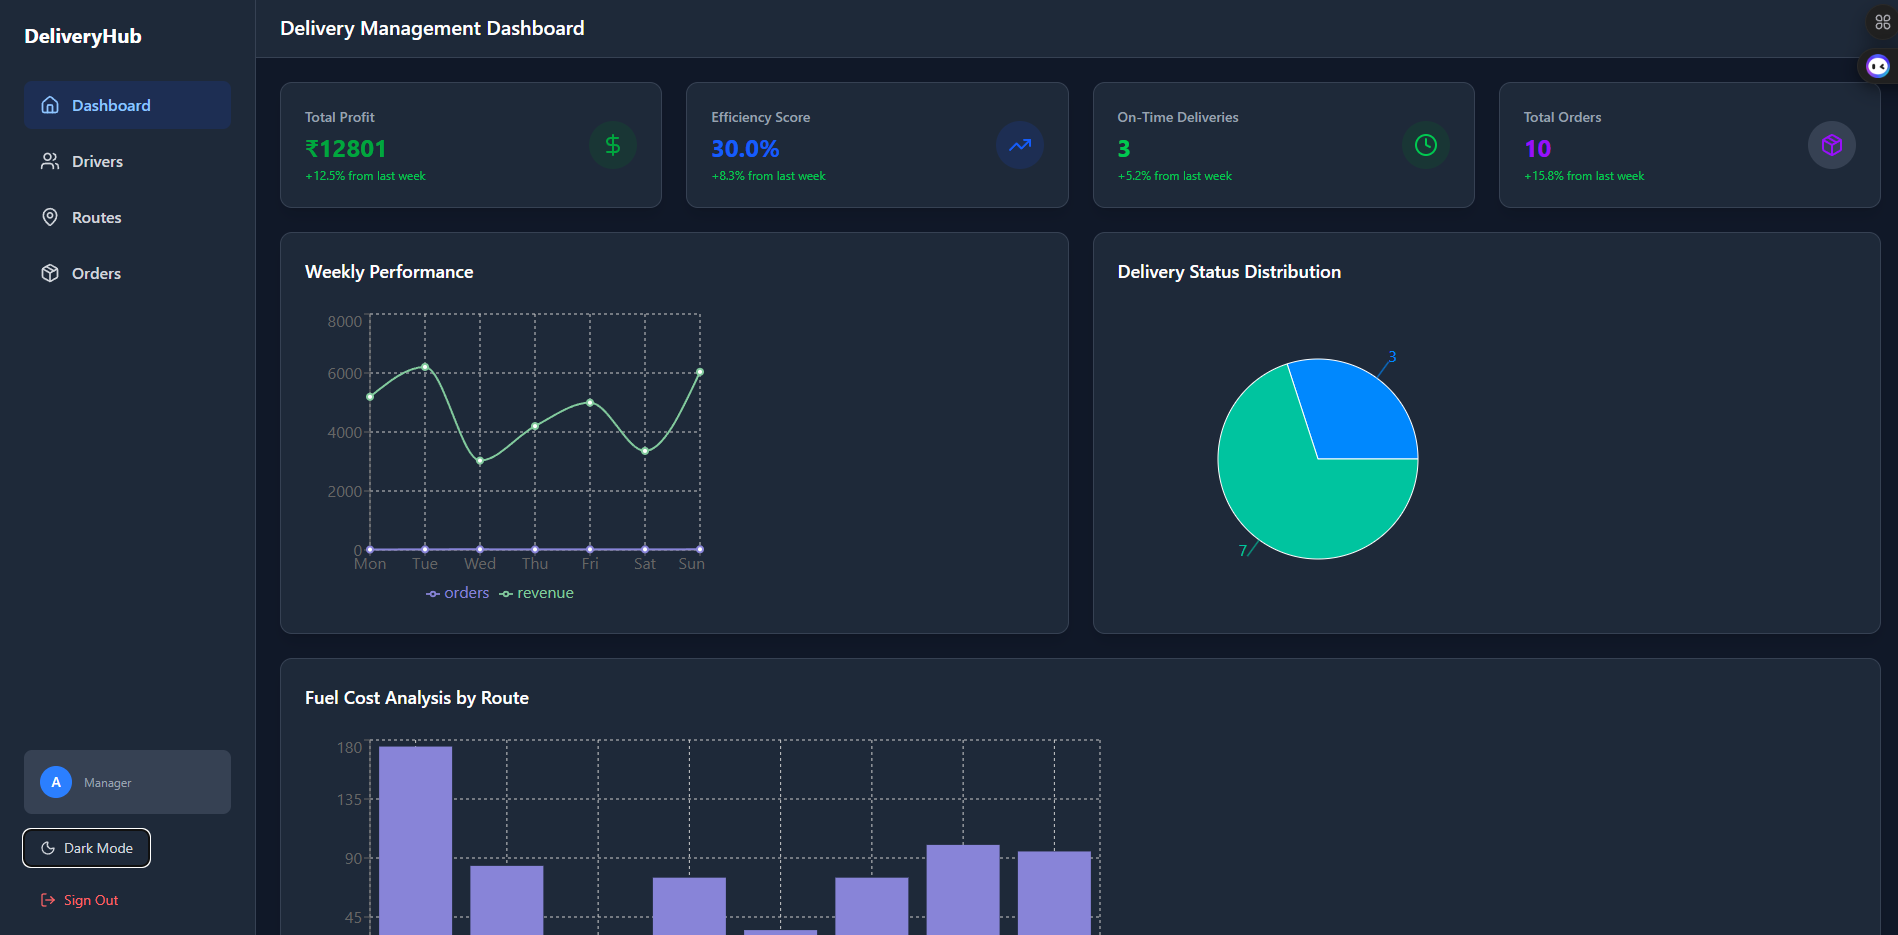 DeliveryHub
Dashboard
Drivers
Routes
Orders
A
Manager
Dark Mode
Sign Out
Delivery Management Dashboard
Total Profit
₹12801
+12.5% from last week
Efficiency Score
30.0%
+8.3% from last week
On-Time Deliveries
3
+5.2% from last week
Total Orders
10
+15.8% from last week
Weekly Performance
8000
6000
4000
2000
0
Mon Tue Wed Thu Fri Sat Sun
orders revenue
Delivery Status Distribution
3
7
Fuel Cost Analysis by Route
180
135
90
45